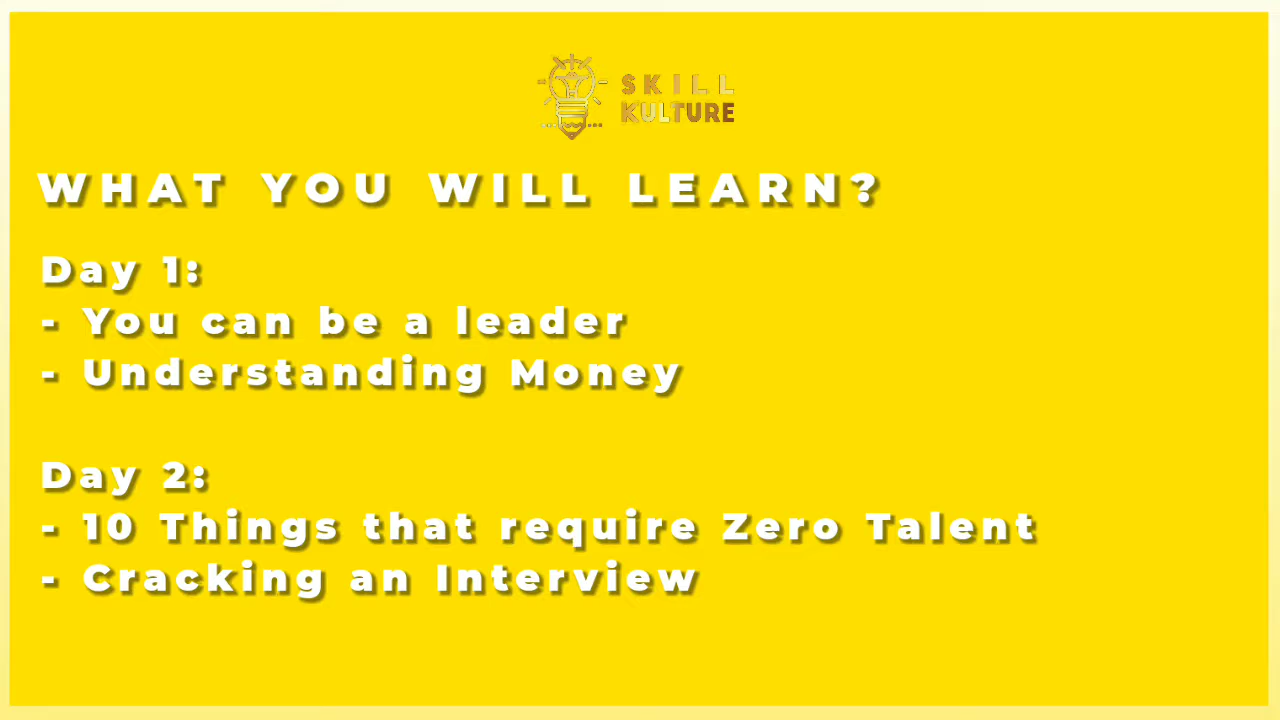 SKILL
KULTURE
WHAT YOU WILL LEARN?
Day 1:
- You can be a leader
- Understanding Money
Day 2:
- 10 Things that require Zero Talent
- Cracking an Interview